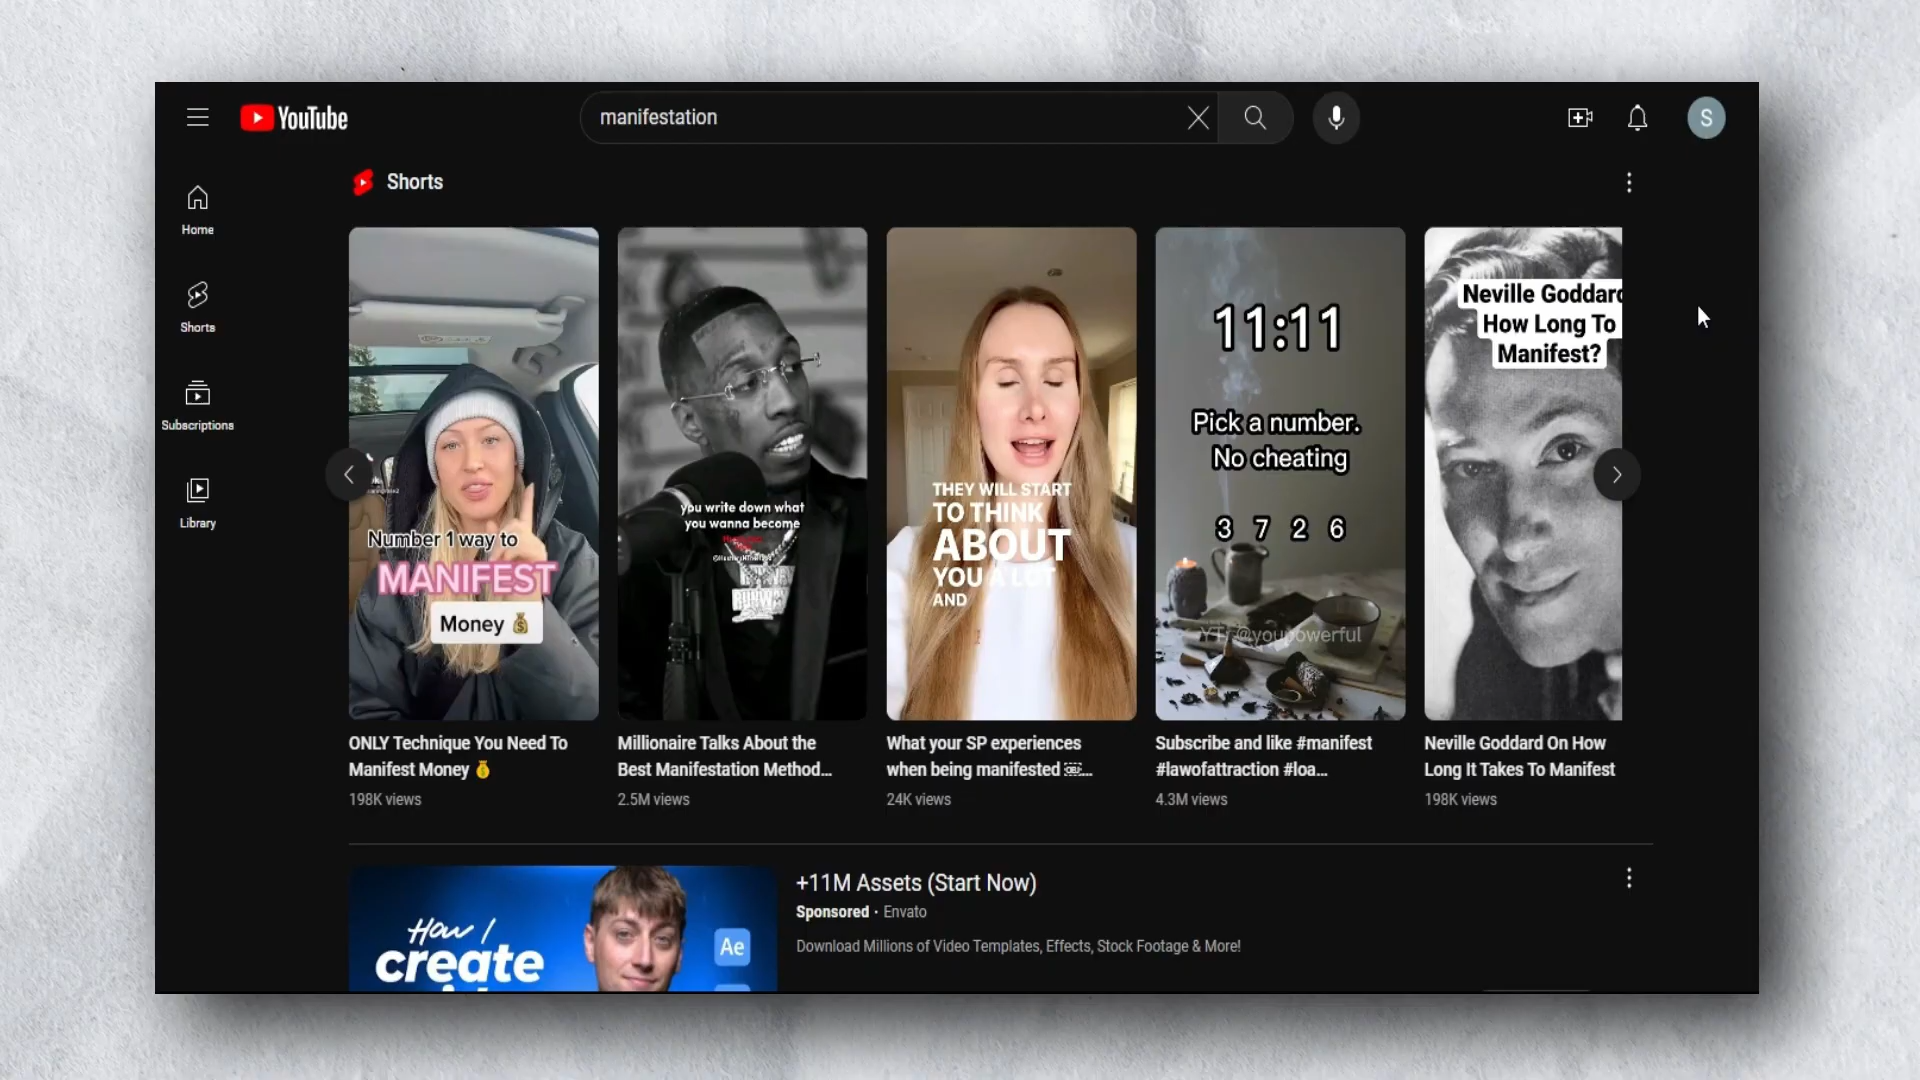 YouTube
manifestation
S
Home
Shorts
Subscriptions
Library
Shorts
Number 1 way to
MANIFEST
Money
you write down what
you wanna become
THEY WILL START
TO THINK
ABOUT
YOU A LOT
AND
11:11
Pick a number.
No cheating
3 7 2 6
YT: @youpowerful
Neville Goddard
How Long To
Manifest?
ONLY Technique You Need To
Manifest Money 💰
198K views
Millionaire Talks About the
Best Manifestation Method...
2.5M views
What your SP experiences
when being manifested ...
24K views
Subscribe and like #manifest
#lawofattraction #loa...
4.3M views
Neville Goddard On How
Long It Takes To Manifest
198K views
How I
create
Ae
+11M Assets (Start Now)
Sponsored · Envato
Download Millions of Video Templates, Effects, Stock Footage & More!